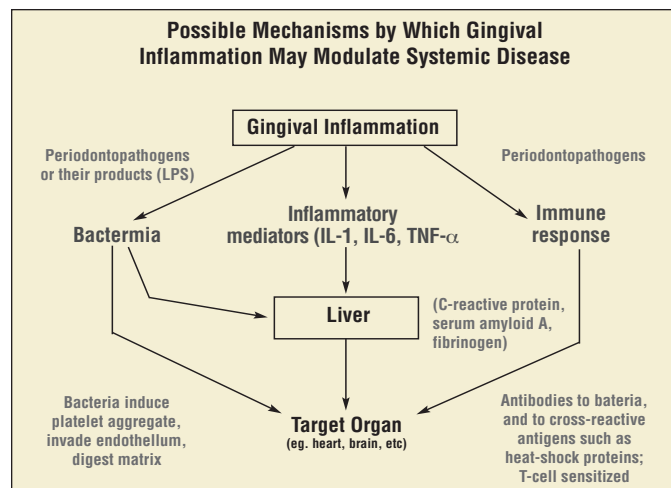 Possible Mechanisms by Which Gingival
Inflammation May Modulate Systemic Disease
Gingival Inflammation
Periodontopathogens
or their products (LPS)
Periodontopathogens
Bactermia
Inflammatory
mediators (IL-1, IL-6, TNF-α
Immune
response
Liver
(C-reactive protein,
serum amyloid A,
fibrinogen)
Bacteria induce
platelet aggregate,
invade endothellum,
digest matrix
Target Organ
(eg. heart, brain, etc)
Antibodies to bateria,
and to cross-reactive
antigens such as
heat-shock proteins;
T-cell sensitized